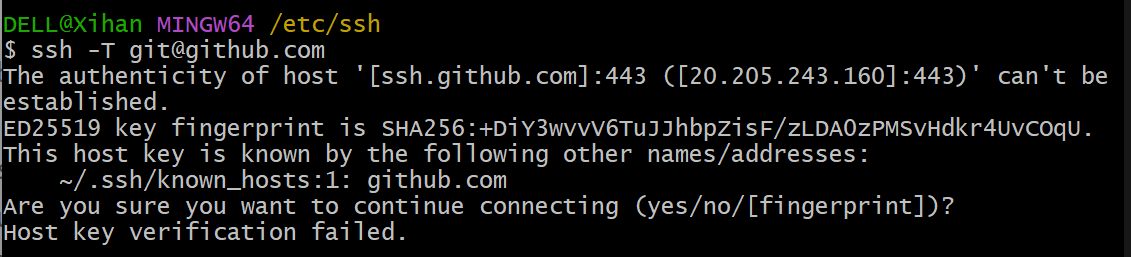 DELL@Xihan MINGW64 /etc/ssh
$ ssh -T git@github.com
The authenticity of host '[ssh.github.com]:443 ([20.205.243.160]:443)' can't be
established.
ED25519 key fingerprint is SHA256:+DiY3wvvV6TuJJhbpZisF/zLDA0zPMSvHdkr4UvCOqU.
This host key is known by the following other names/addresses:
    ~/.ssh/known_hosts:1: github.com
Are you sure you want to continue connecting (yes/no/[fingerprint])?
Host key verification failed.